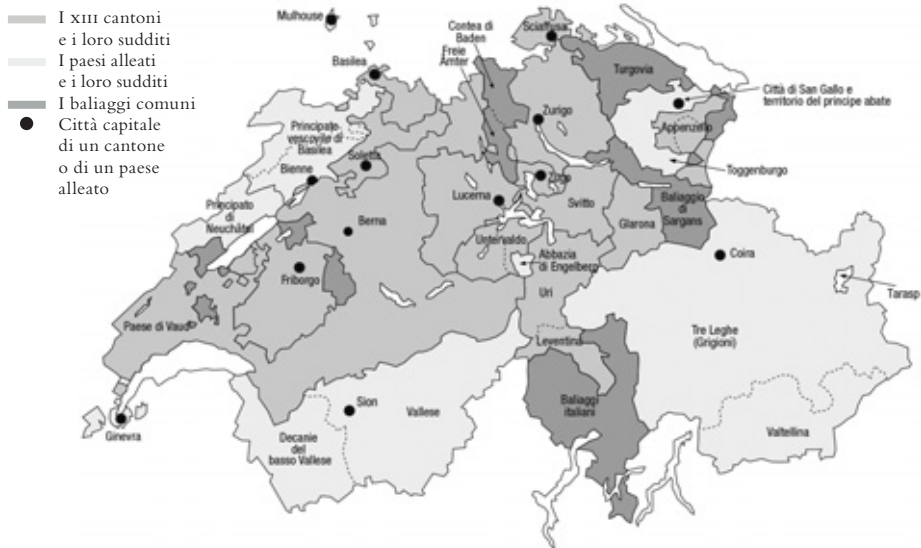 I XIII cantoni
e i loro sudditi
I paesi alleati
e i loro sudditi
I baliaggi comuni
Città capitale
di un cantone
o di un paese
alleato
Mulhouse
Basilea
Contea di
Baden
Freie
Ämter
Sciaffusa
Turgovia
Zurigo
Città di San Gallo e
territorio del principe abate
Appenzello
Toggenburgo
Principato
vescovile di
Basilea
Soletta
Bienne
Principato
di
Neuchâtel
Berna
Lucerna
Zugo
Svitto
Glarona
Baliaggio
di
Sargans
Untervaldo
Abbazia
di Engelberg
Uri
Coira
Tarasp
Friborgo
Paese di Vaud
Leventina
Tre Leghe
(Grigioni)
Baliaggi
italiani
Valtellina
Ginevra
Sion
Vallese
Decanie
del
basso Vallese